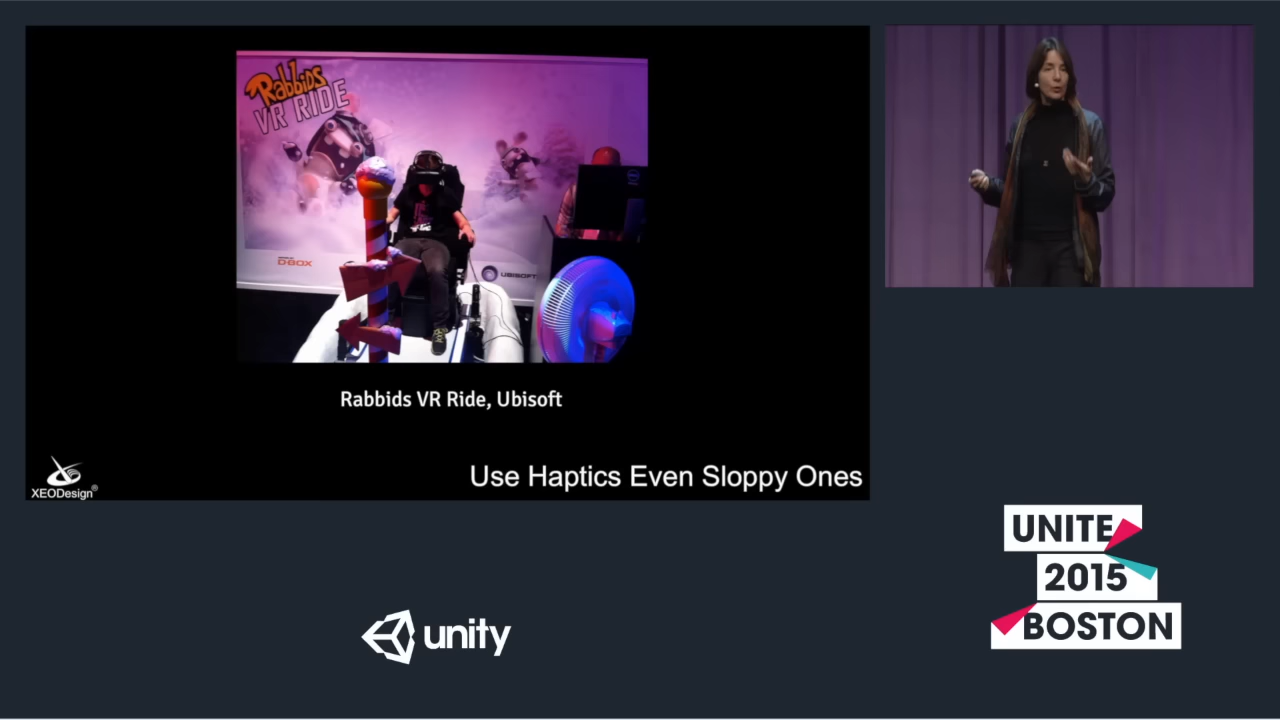 Rabbids
VR RIDE
D-BOX
UBISOFT
DELL
Rabbids VR Ride, Ubisoft
Use Haptics Even Sloppy Ones
XEODesign®
unity
UNITE
2015
BOSTON